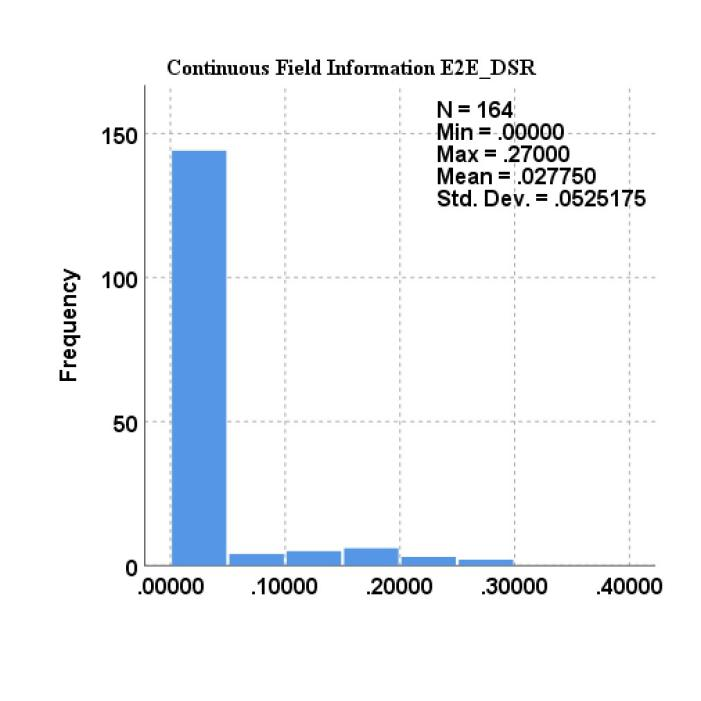 Continuous Field Information E2E_DSR
N = 164
Min = .00000
Max = .27000
Mean = .027750
Std. Dev. = .0525175
150
100
50
0
Frequency
.00000 .10000 .20000 .30000 .40000